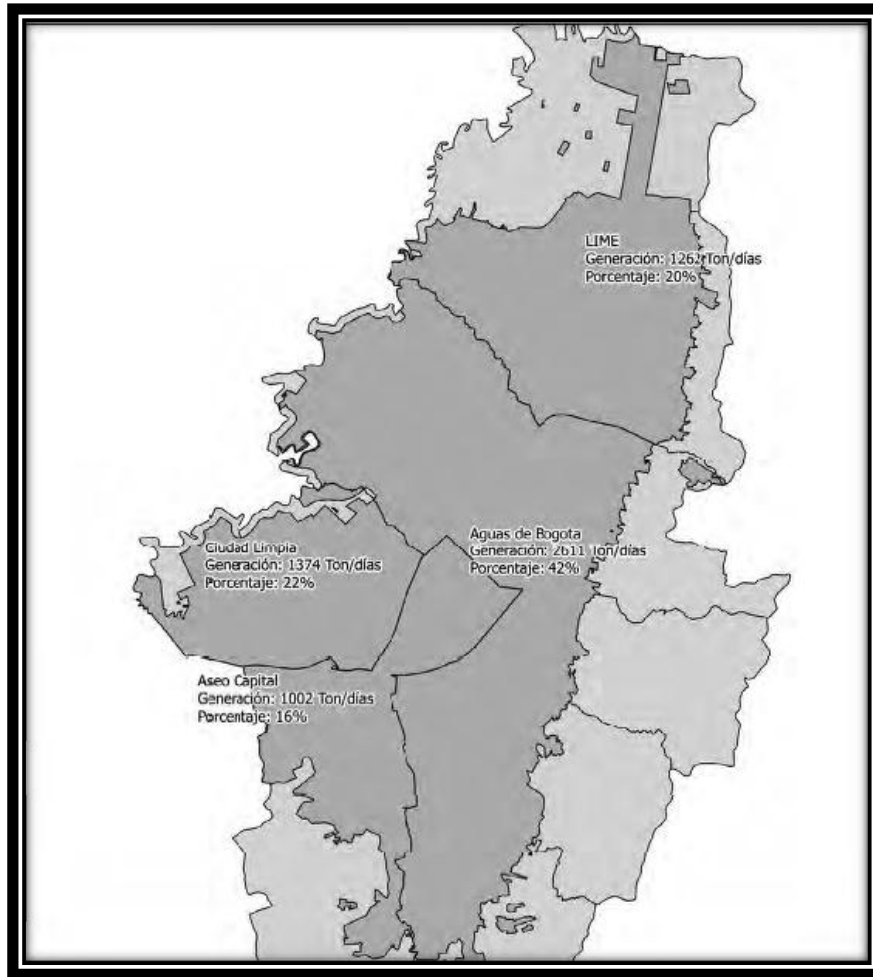 LIME
Generación: 1262 Ton/días
Porcentaje: 20%
Aguas de Bogota
Generación: 2611 Ton/días
Porcentaje: 42%
Ciudad Limpia
Generación: 1374 Ton/días
Porcentaje: 22%
Aseo Capital
Generación: 1002 Ton/días
Porcentaje: 16%